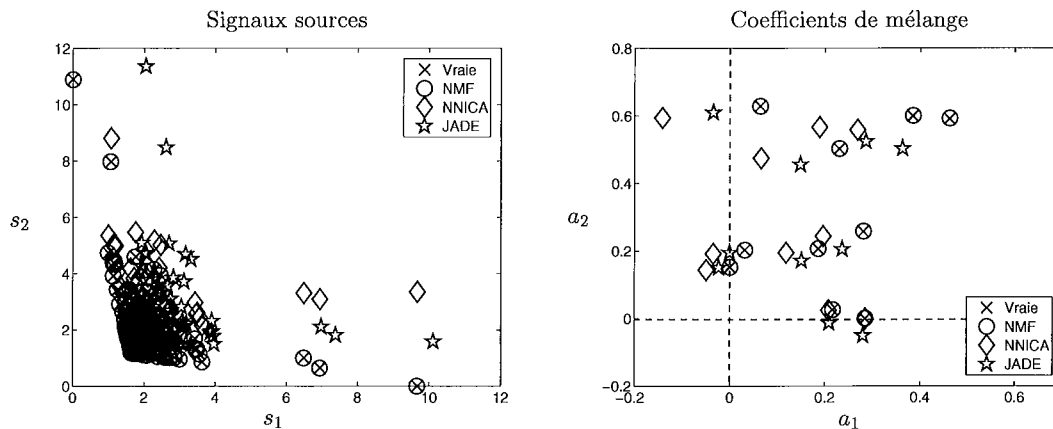 Signaux sources
12
10
8
6
4
2
0
s2
0 2 4 6 8 10 12
s1
Vraie
NMF
NNICA
JADE
Coefficients de mélange
0.8
0.6
0.4
0.2
0
−0.2
a2
−0.2 0 0.2 0.4 0.6
a1
Vraie
NMF
NNICA
JADE